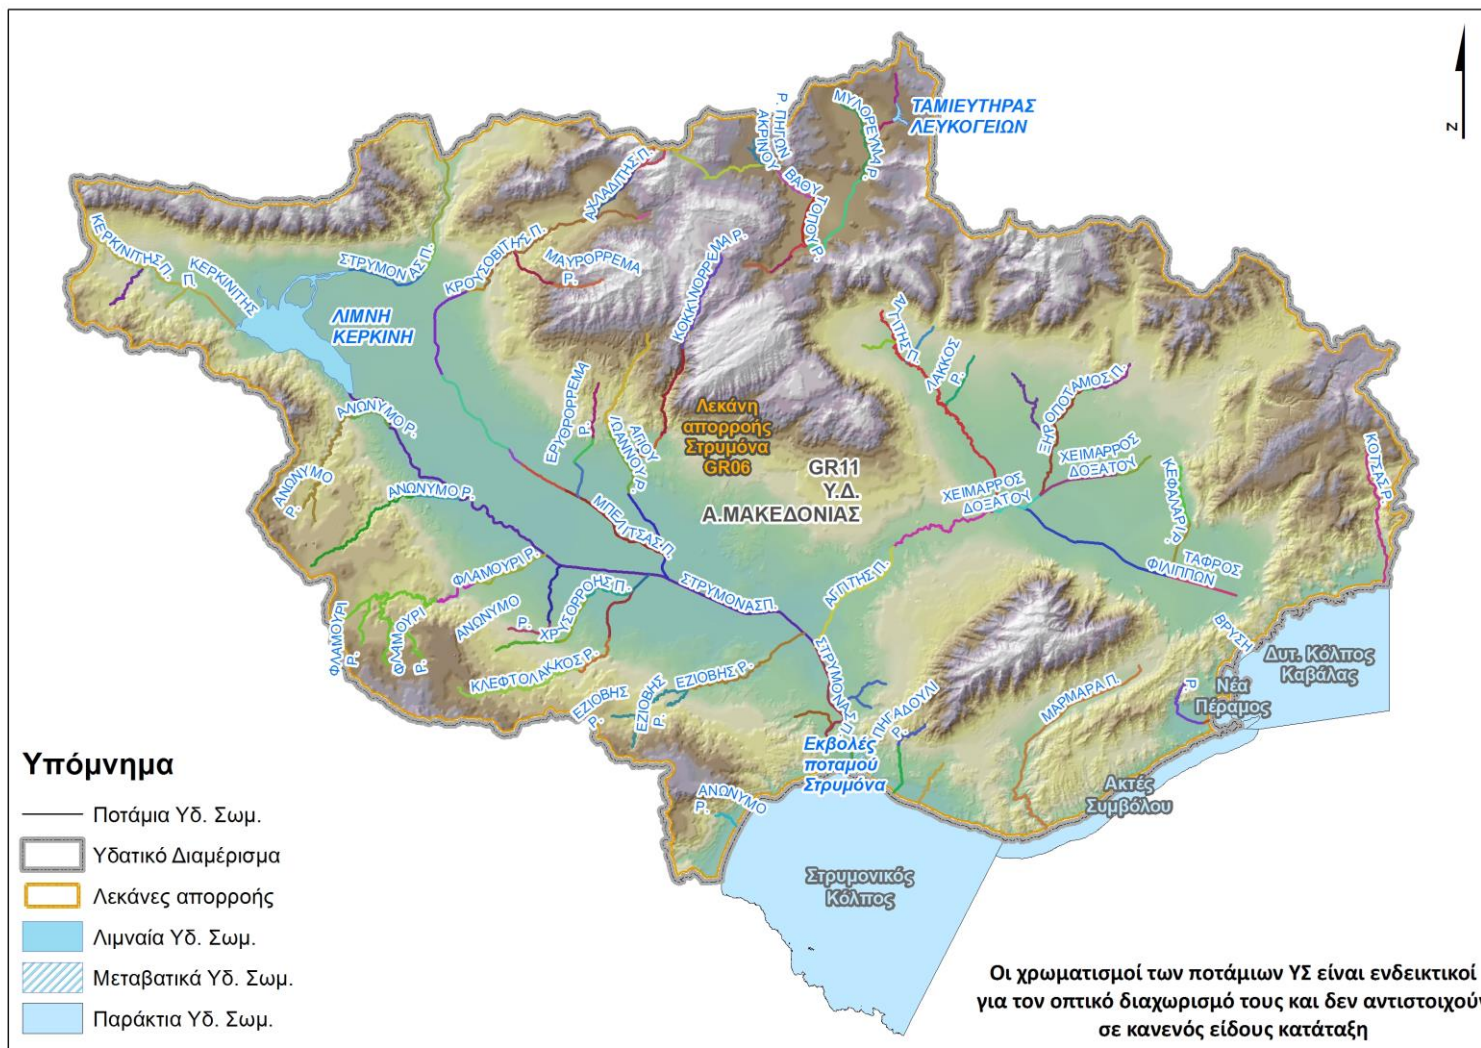 ΤΑΜΙΕΥΤΗΡΑΣ
ΛΕΥΚΟΓΕΙΩΝ
Ρ. ΠΗΓΩΝ
ΑΚΡΙΝΟΥ
ΜΥΛΟΡΕΥΜΑ Ρ.
ΒΑΘΥΤΟΠΟΥ Ρ.
ΑΧΛΑΔΙΤΗΣ Π.
ΚΡΟΥΣΟΒΙΤΗΣ Π.
ΜΑΥΡΟΡΡΕΜΑ
Ρ.
ΚΟΚΚΙΝΟΡΡΕΜΑ Ρ.
ΣΤΡΥΜΟΝΑΣ Π.
ΚΕΡΚΙΝΙΤΗΣ Π.
ΚΕΡΚΙΝΙΤΗΣ
Π.
ΛΙΜΝΗ
ΚΕΡΚΙΝΗ
ΑΓΓΙΤΗΣ Π.
ΛΑΚΚΟΣ
Ρ.
ΞΗΡΟΠΟΤΑΜΟΣ Π.
ΕΡΥΘΡΟΡΡΕΜΑ
Ρ.
ΑΓΙΟΥ
ΙΩΑΝΝΟΥ Ρ.
Λεκάνη
απορροής
Στρυμόνα
GR06
GR11
Υ.Δ.
Α.ΜΑΚΕΔΟΝΙΑΣ
ΑΝΩΝΥΜΟ Ρ.
ΑΝΩΝΥΜΟ
Ρ.
ΑΝΩΝΥΜΟ Ρ.
ΧΕΙΜΑΡΡΟΣ
ΔΟΞΑΤΟΥ
ΧΕΙΜΑΡΡΟΣ
ΔΟΞΑΤΟΥ
ΚΕΦΑΛΑΡΙ Ρ.
ΚΟΤΣΑΣ Ρ.
ΜΠΕΛΙΤΣΑΣ Π.
ΤΑΦΡΟΣ
ΦΙΛΙΠΠΩΝ
ΦΛΑΜΟΥΡΙ Ρ.
ΦΛΑΜΟΥΡΙ
Ρ.
ΦΛΑΜΟΥΡΙ
Ρ.
ΑΝΩΝΥΜΟ
Ρ.
ΧΡΥΣΟΡΡΟΗΣ Π.
ΣΤΡΥΜΟΝΑΣ Π.
ΑΓΓΙΤΗΣ Π.
ΚΛΕΦΤΟΛΑΚΚΟΣ Ρ.
ΕΖΙΟΒΗΣ
Ρ.
ΕΖΙΟΒΗΣ
Ρ.
ΕΖΙΟΒΗΣ Ρ.
ΣΤΡΥΜΟΝΑΣ
Π.
ΠΗΓΑΔΟΥΛΙ
Ρ.
ΜΑΡΜΑΡΑ Π.
ΒΡΥΣΗ
Ρ.
Δυτ. Κόλπος
Καβάλας
Νέα
Πέραμος
Ακτές
Συμβόλου
Εκβολές
ποταμού
Στρυμόνα
ΑΝΩΝΥΜΟ
Ρ.
Στρυμονικός
Κόλπος
Υπόμνημα
Ποτάμια Υδ. Σωμ.
Υδατικό Διαμέρισμα
Λεκάνες απορροής
Λιμναία Υδ. Σωμ.
Μεταβατικά Υδ. Σωμ.
Παράκτια Υδ. Σωμ.
Οι χρωματισμοί των ποτάμιων ΥΣ είναι ενδεικτικοί
για τον οπτικό διαχωρισμό τους και δεν αντιστοιχούν
σε κανενός είδους κατάταξη
N